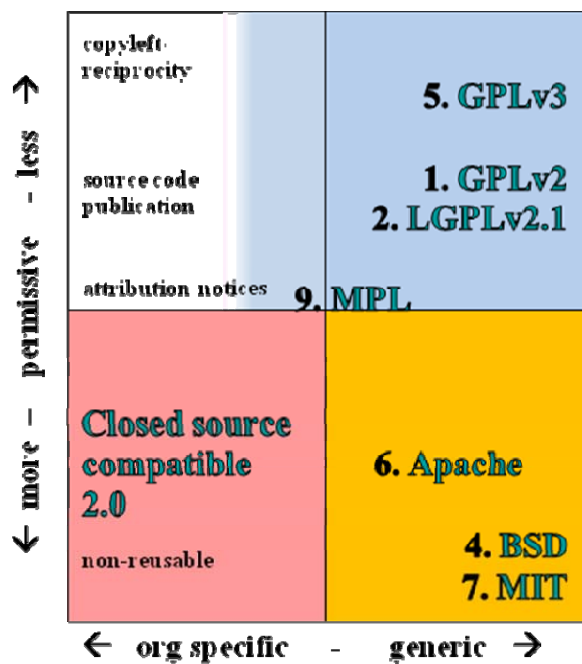 copyleft-
reciprocity
5. GPLv3
source code
publication
1. GPLv2
2. LGPLv2.1
attribution notices
9. MPL
Closed source
compatible
2.0
6. Apache
non-reusable
4. BSD
7. MIT
← more – permissive - less →
← org specific - generic →